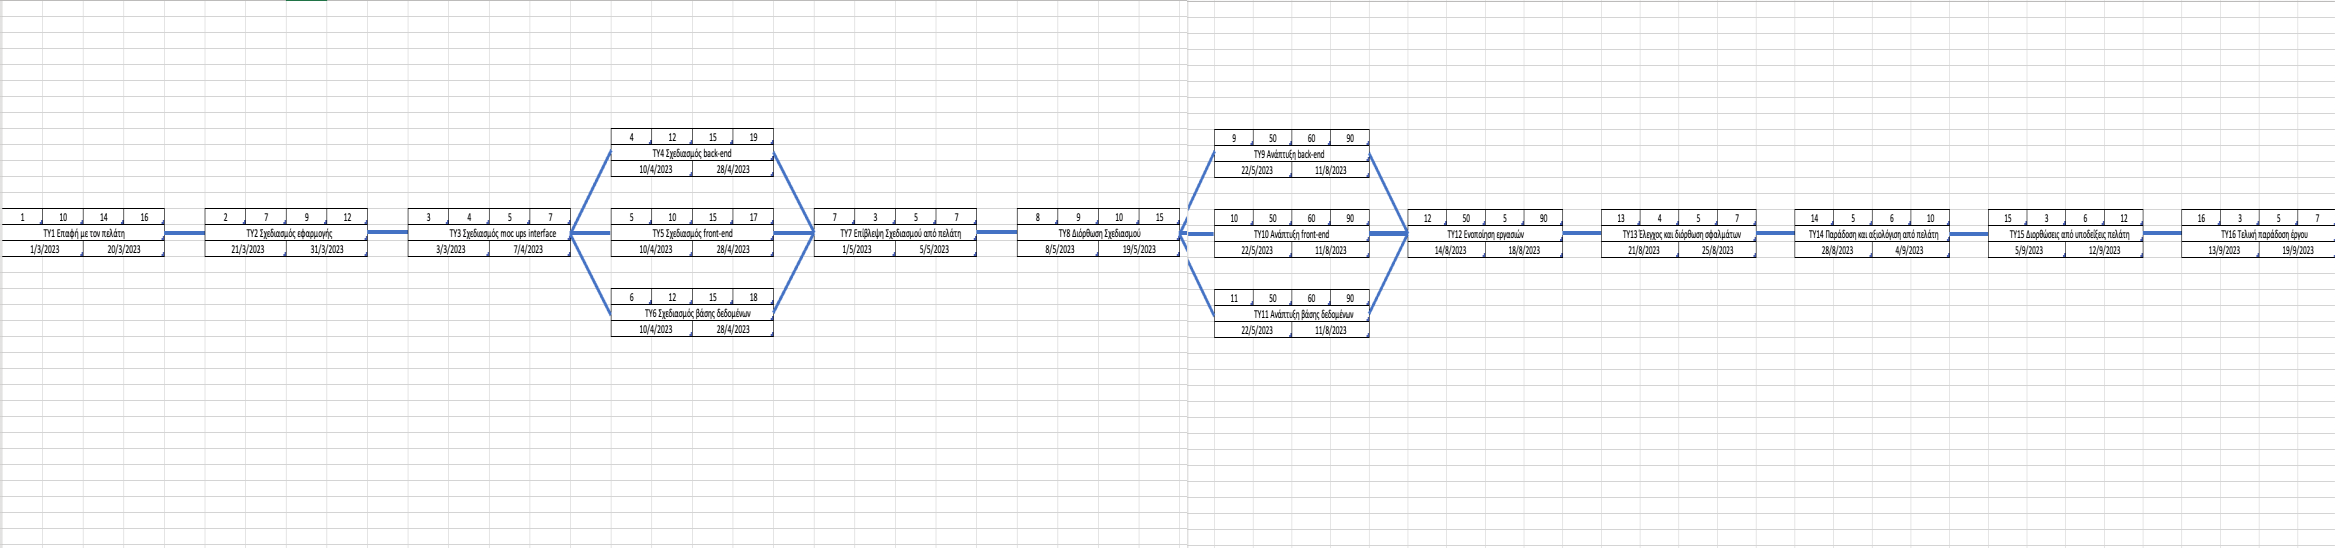 4 12 15 19
ΤΥ4 Σχεδιασμός back-end
10/4/2023 28/4/2023
9 50 60 90
ΤΥ9 Ανάπτυξη back-end
22/5/2023 11/8/2023
1 10 14 16
ΤΥ1 Επαφή με τον πελάτη
1/3/2023 20/3/2023
2 7 9 12
ΤΥ2 Σχεδιασμός εφαρμογής
21/3/2023 31/3/2023
3 4 5 7
ΤΥ3 Σχεδιασμός moc ups interface
3/3/2023 7/4/2023
5 10 15 17
ΤΥ5 Σχεδιασμός front-end
10/4/2023 28/4/2023
7 3 5 7
ΤΥ7 Επίβλεψη Σχεδιασμού από πελάτη
1/5/2023 5/5/2023
8 9 10 15
ΤΥ8 Διόρθωση Σχεδιασμού
8/5/2023 19/5/2023
10 50 60 90
ΤΥ10 Ανάπτυξη front-end
22/5/2023 11/8/2023
12 50 5 90
ΤΥ12 Ενοποίηση εργασιών
14/8/2023 18/8/2023
13 4 5 7
ΤΥ13 Έλεγχος και διόρθωση σφαλμάτων
21/8/2023 25/8/2023
14 5 6 10
ΤΥ14 Παράδοση και αξιολόγιση από πελάτη
28/8/2023 4/9/2023
15 3 6 12
ΤΥ15 Διορθώσεις από υποδείξεις πελάτη
5/9/2023 12/9/2023
16 3 5 7
ΤΥ16 Τελική παράδοση έργου
13/9/2023 19/9/2023
6 12 15 18
ΤΥ6 Σχεδιασμός βάσης δεδομένων
10/4/2023 28/4/2023
11 50 60 90
ΤΥ11 Ανάπτυξη βάσης δεδομένων
22/5/2023 11/8/2023